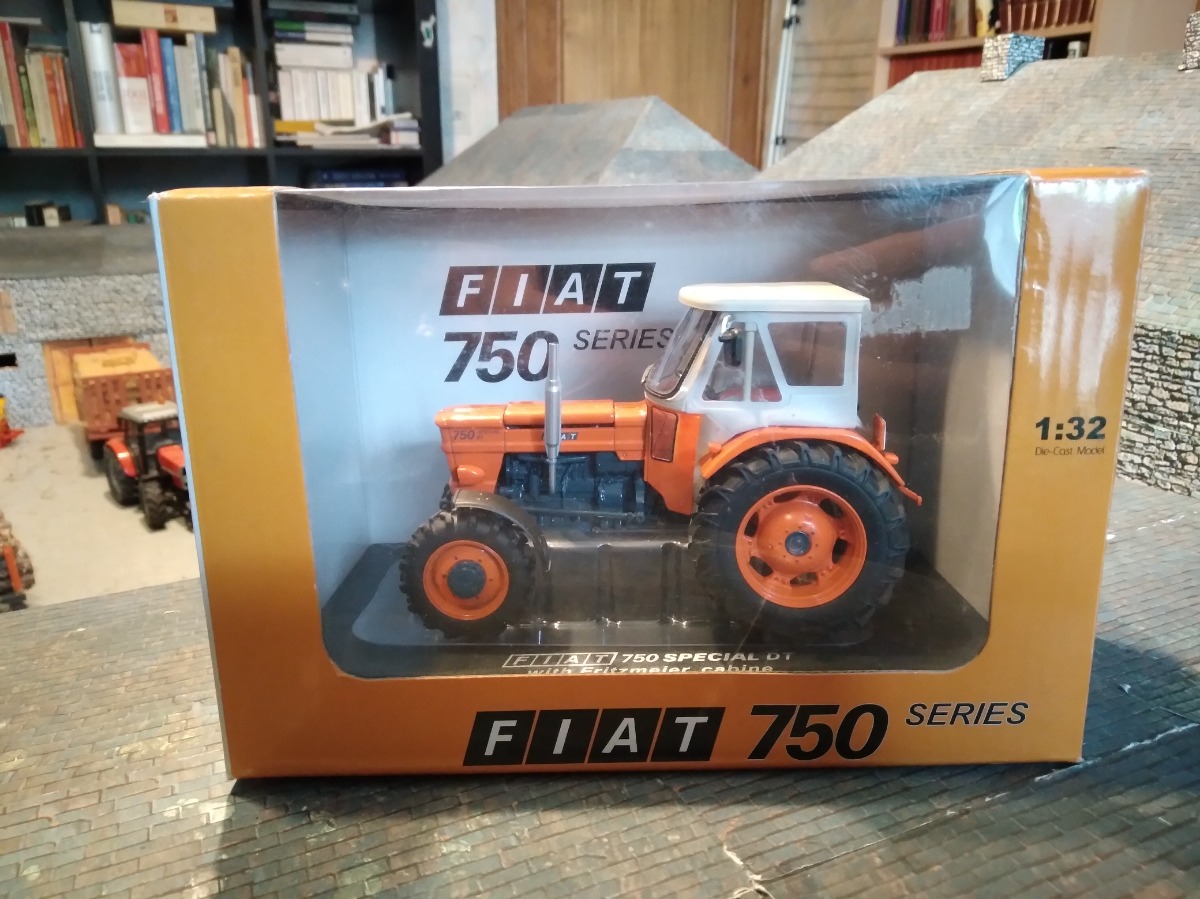 FIAT
750 SERIES
750
FIAT
1:32
Die-Cast Model
FIAT 750 SPECIAL DT
with Fritzmeier cabine
FIAT 750 SERIES